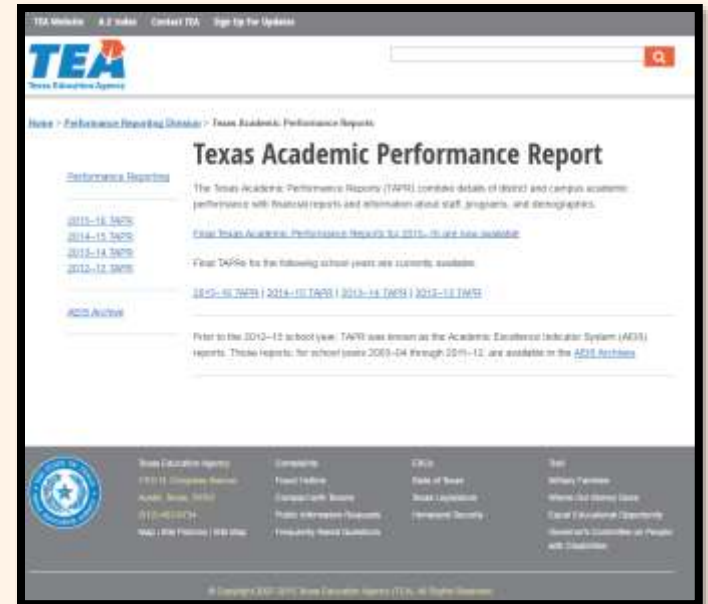 TEA Website A-Z Index Contact TEA Sign Up For Updates
TEA
Texas Education Agency
Home > Performance Reporting Division > Texas Academic Performance Reports
Texas Academic Performance Report
Performance Reporting
The Texas Academic Performance Reports (TAPR) combine details of district and campus academic
performance with financial reports and information about staff, programs, and demographics.
2015-16 TAPR
2014-15 TAPR
2013-14 TAPR
2012-13 TAPR
Final Texas Academic Performance Reports for 2015-16 are now available
Final TAPRs for the following school years are currently available
2015-16 TAPR | 2014-15 TAPR | 2013-14 TAPR | 2012-13 TAPR
AEIS Archive
Prior to the 2012-13 school year, TAPR was known as the Academic Excellence Indicator System (AEIS)
reports. Those reports, for school years 2003-04 through 2011-12, are available in the AEIS Archives
Texas Education Agency
1701 N. Congress Avenue
Austin, Texas, 78701
Complaints
Fraud Hotline
Public Information Requests
Frequently Asked Questions
State of Texas
Texas Legislature
Homeland Security
Military Families
Where Our Money Goes
Equal Educational Opportunity
Governor's Committee on People
with Disabilities